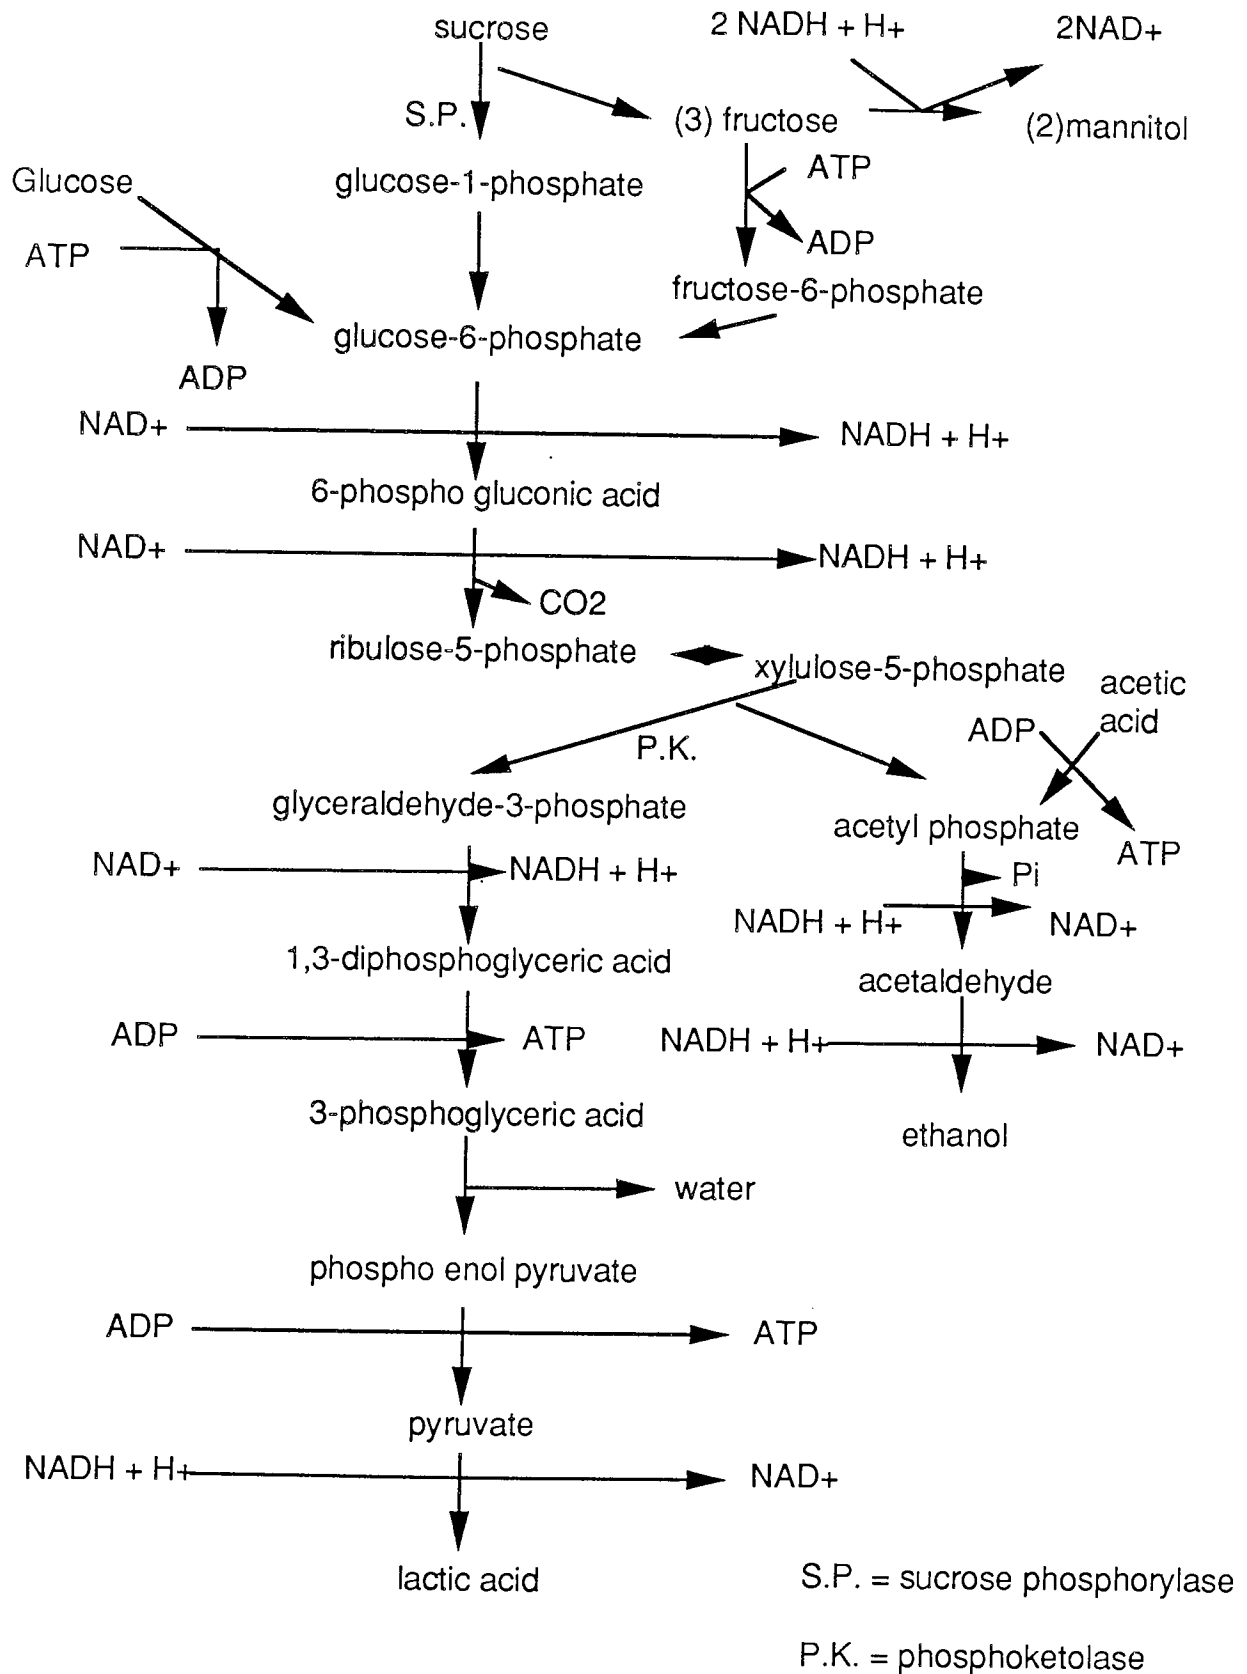 sucrose
2 NADH + H+
2NAD+
S.P.
(3) fructose
(2)mannitol
Glucose
glucose-1-phosphate
ATP
ATP
ADP
fructose-6-phosphate
glucose-6-phosphate
ADP
NAD+
NADH + H+
6-phospho gluconic acid
NAD+
NADH + H+
CO2
ribulose-5-phosphate
xylulose-5-phosphate
acetic
acid
ADP
P.K.
glyceraldehyde-3-phosphate
acetyl phosphate
ATP
NAD+
NADH + H+
Pi
NADH + H+
NAD+
1,3-diphosphoglyceric acid
acetaldehyde
ADP
ATP
NADH + H+
NAD+
3-phosphoglyceric acid
ethanol
water
phospho enol pyruvate
ADP
ATP
pyruvate
NADH + H+
NAD+
lactic acid
S.P. = sucrose phosphorylase
P.K. = phosphoketolase